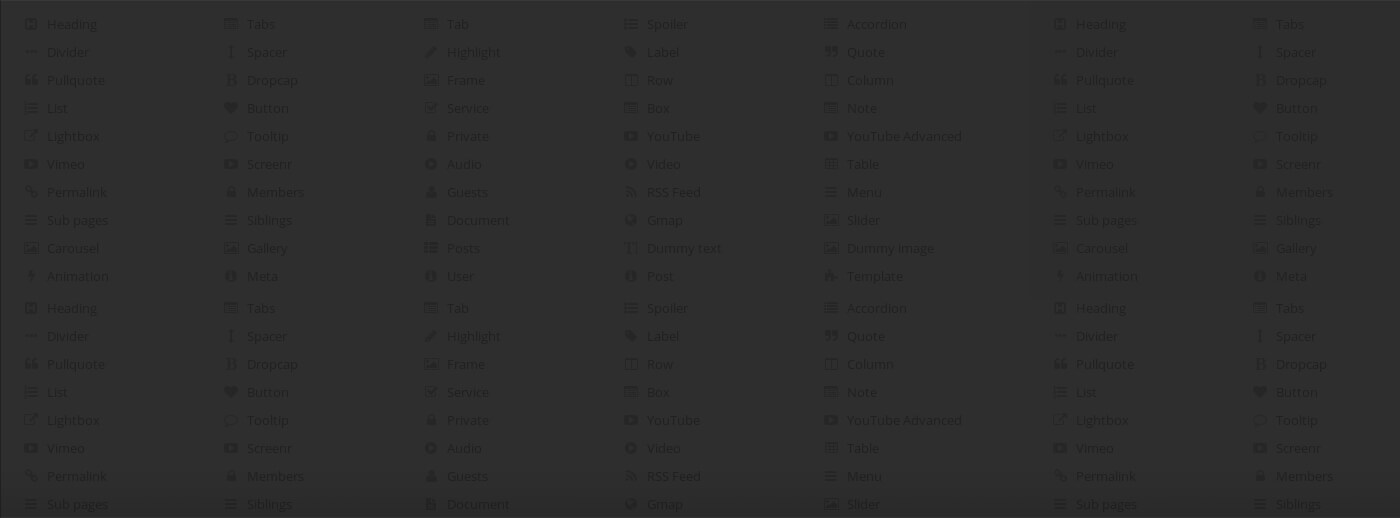 Heading Tabs Tab Spoiler Accordion Heading Tabs
Divider Spacer Highlight Label Quote Divider Spacer
Pullquote Dropcap Frame Row Column Pullquote Dropcap
List Button Service Box Note List Button
Lightbox Tooltip Private YouTube YouTube Advanced Lightbox Tooltip
Vimeo Screenr Audio Video Table Vimeo Screenr
Permalink Members Guests RSS Feed Menu Permalink Members
Sub pages Siblings Document Gmap Slider Sub pages Siblings
Carousel Gallery Posts Dummy text Dummy image Carousel Gallery
Animation Meta User Post Template Animation Meta
Heading Tabs Tab Spoiler Accordion Heading Tabs
Divider Spacer Highlight Label Quote Divider Spacer
Pullquote Dropcap Frame Row Column Pullquote Dropcap
List Button Service Box Note List Button
Lightbox Tooltip Private YouTube YouTube Advanced Lightbox Tooltip
Vimeo Screenr Audio Video Table Vimeo Screenr
Permalink Members Guests RSS Feed Menu Permalink Members
Sub pages Siblings Document Gmap Slider Sub pages Siblings